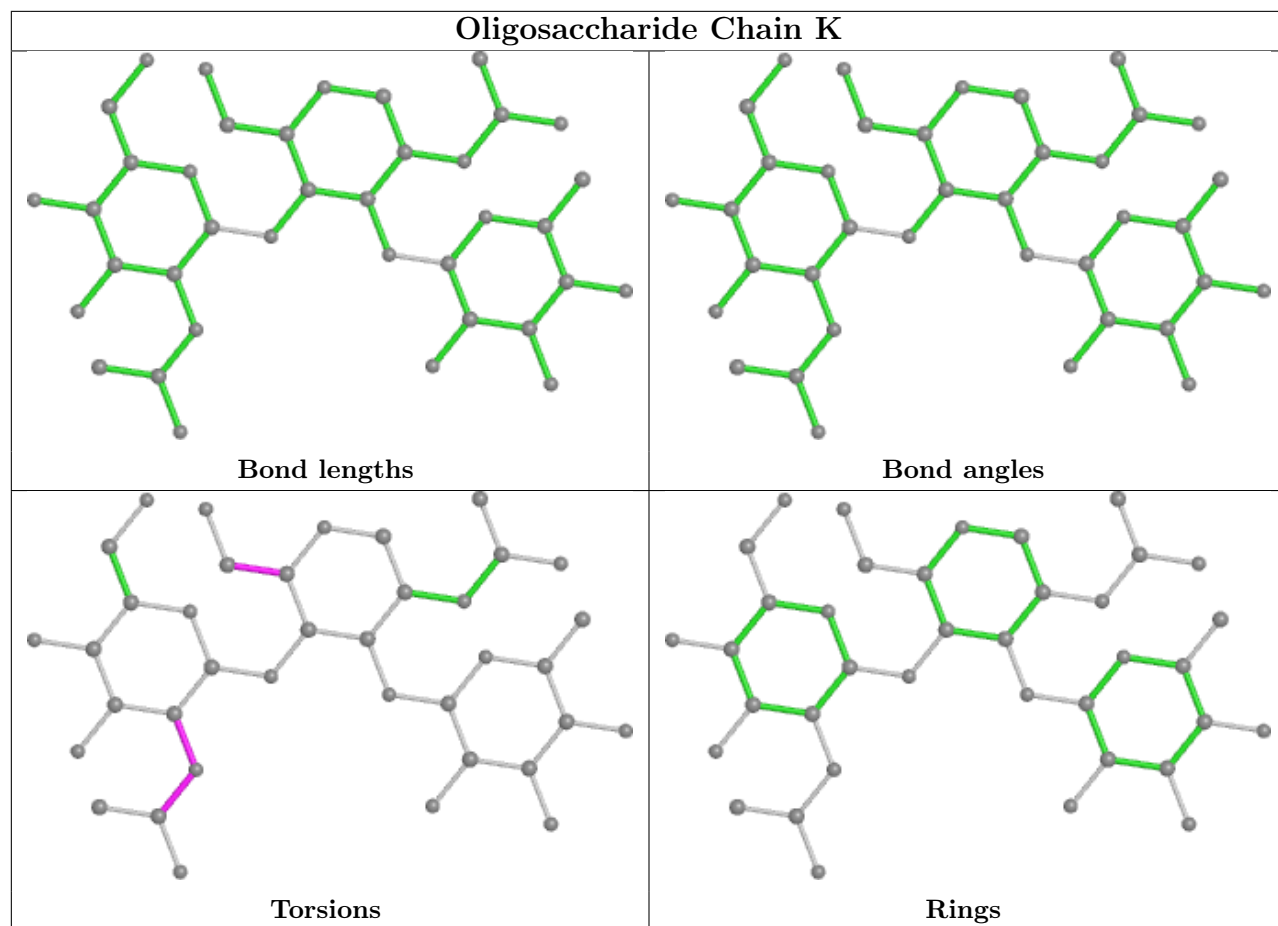 Oligosaccharide Chain K
Bond lengths
Bond angles
Torsions
Rings